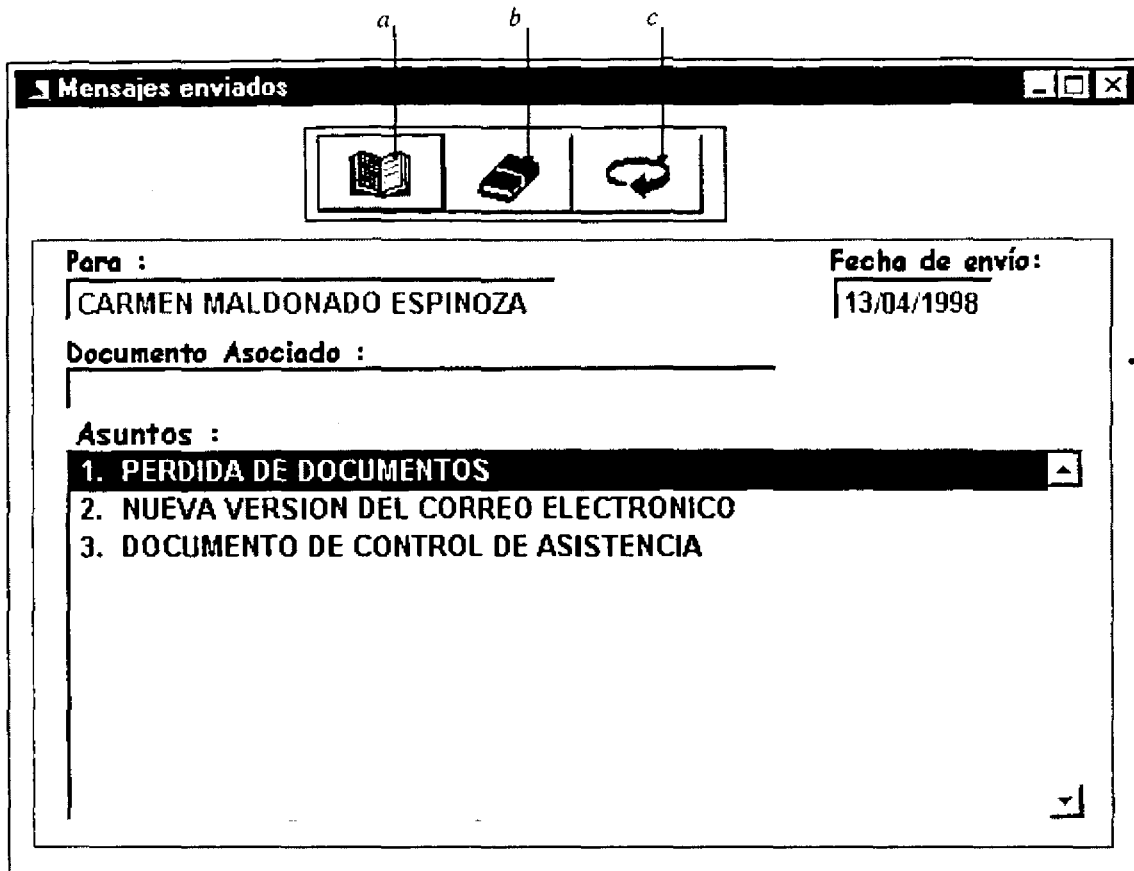 a b c
Mensajes enviados
Para : Fecha de envío:
CARMEN MALDONADO ESPINOZA 13/04/1998
Documento Asociado :
Asuntos :
1. PERDIDA DE DOCUMENTOS
2. NUEVA VERSION DEL CORREO ELECTRONICO
3. DOCUMENTO DE CONTROL DE ASISTENCIA